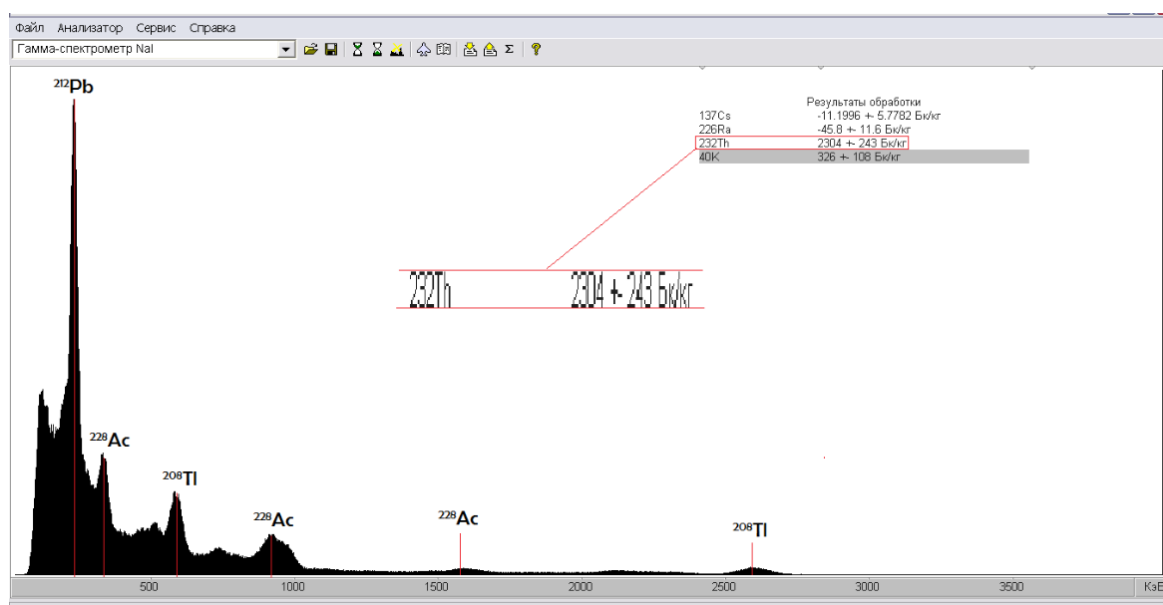 Файл Анализатор Сервис Справка
Гамма-спектрометр NaI
Σ ?
²¹²Pb
Результаты обработки
137Cs -11.1996 +- 5.7782 Бк/кг
226Ra -45.8 +- 11.6 Бк/кг
232Th 2304 +- 243 Бк/кг
40K 326 +- 108 Бк/кг
232Th 2304 +- 243 Бк/кг
²²⁸Ac
²⁰⁸Tl
²²⁸Ac
²²⁸Ac
²⁰⁸Tl
500 1000 1500 2000 2500 3000 3500 КэВ